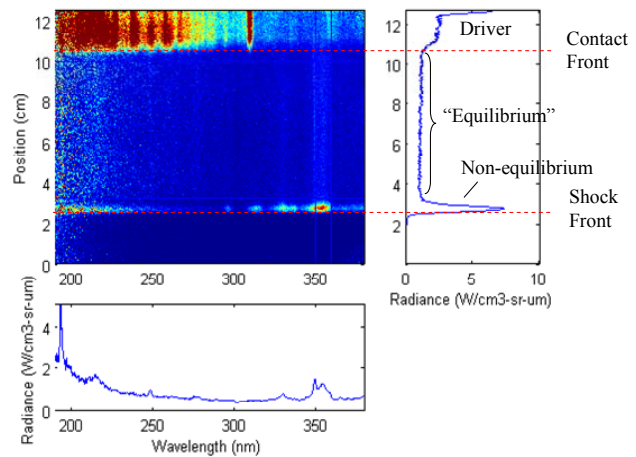 12
10
8
6
4
2
0
Position (cm)
200
250
300
350
12
10
8
6
4
2
0
5
10
Radiance (W/cm3-sr-um)
Driver
Contact
Front
“Equilibrium”
Non-equilibrium
Shock
Front
4
2
0
Radiance (W/cm3-sr-um)
200
250
300
350
Wavelength (nm)